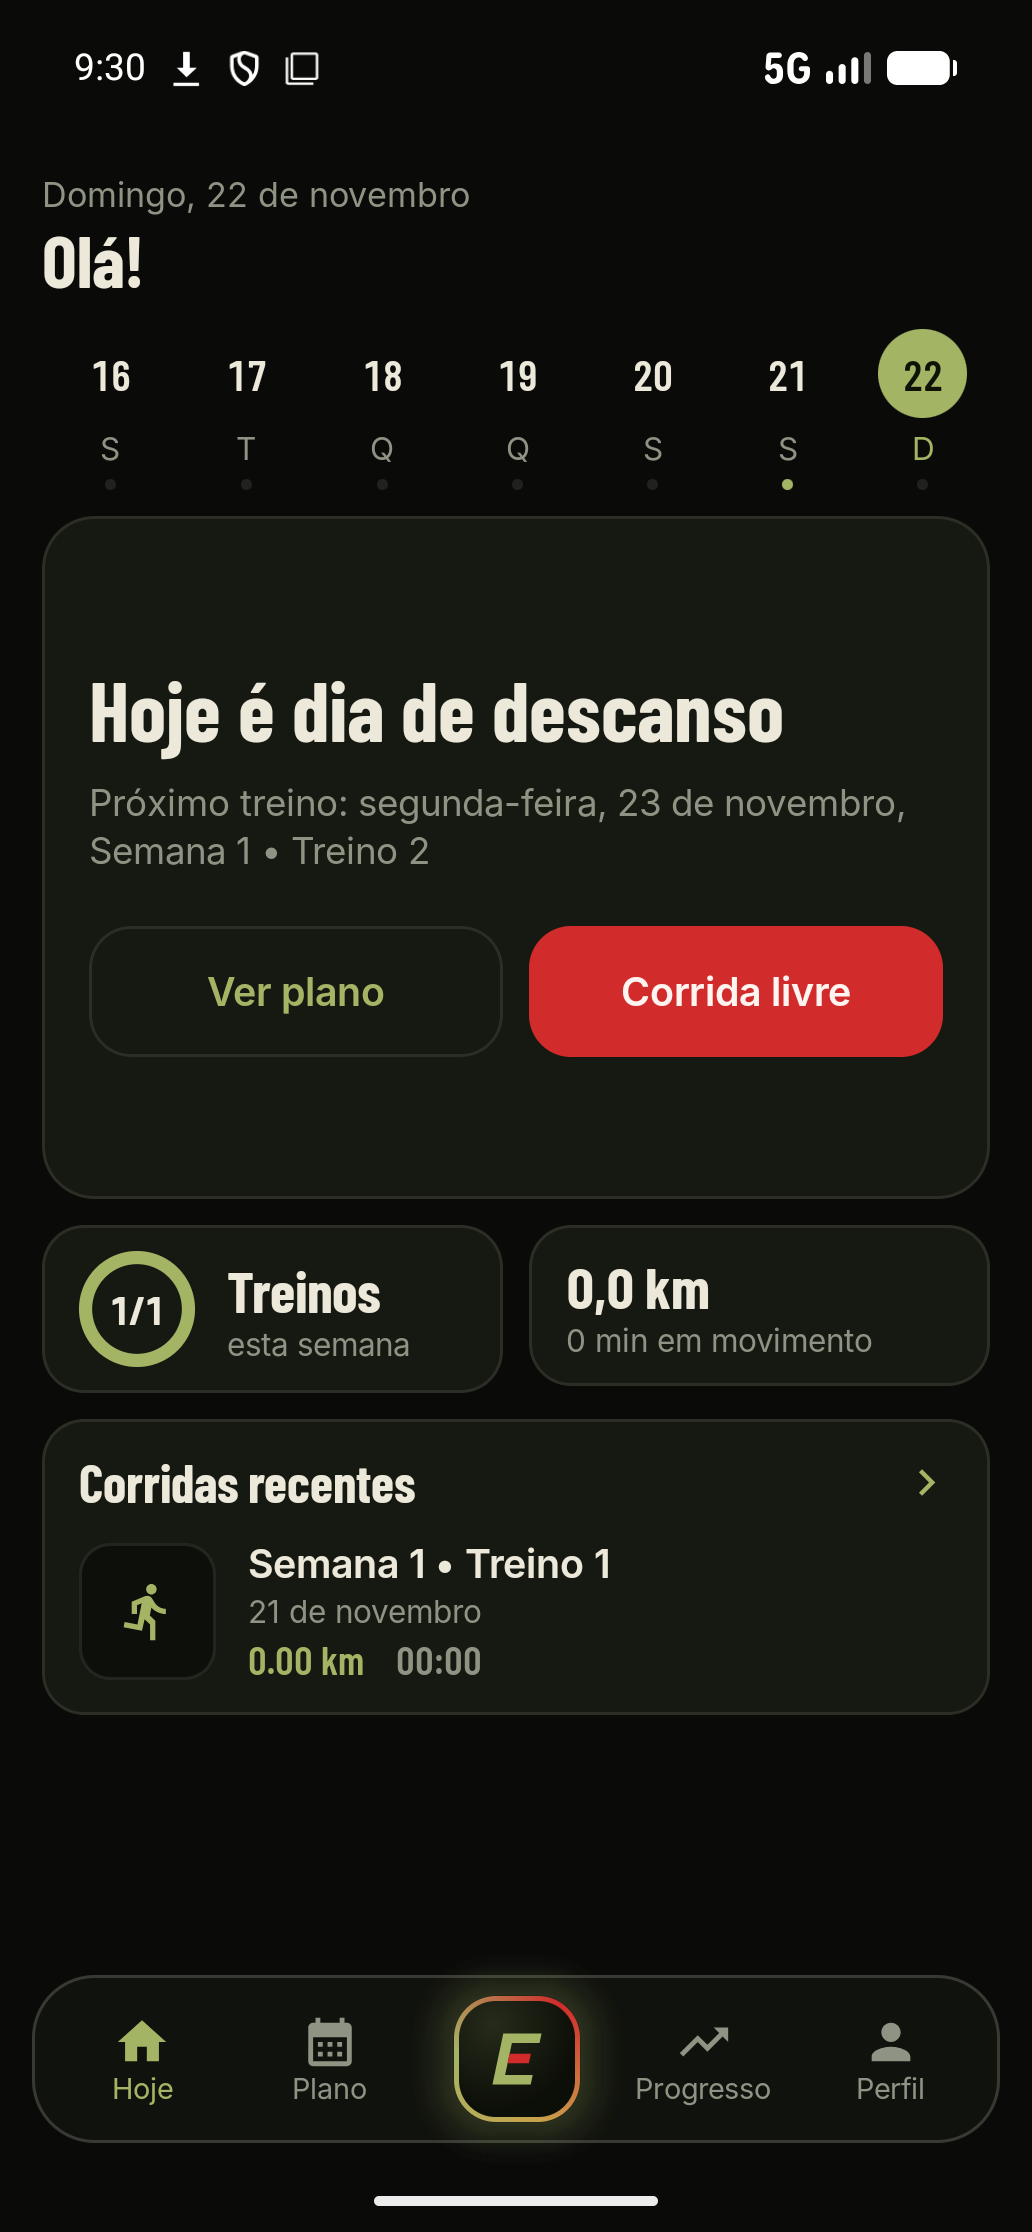 9:30 5G
Domingo, 22 de novembro
Olá!
16 17 18 19 20 21 22
S T Q Q S S D
Hoje é dia de descanso
Próximo treino: segunda-feira, 23 de novembro,
Semana 1 • Treino 2
Ver plano Corrida livre
1/1 Treinos
esta semana
0,0 km
0 min em movimento
Corridas recentes
Semana 1 • Treino 1
21 de novembro
0.00 km 00:00
E
Hoje Plano Progresso Perfil